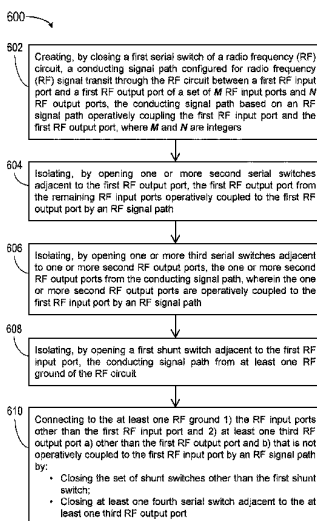 600
602
Creating, by closing a first serial switch of a radio frequency (RF)
circuit, a conducting signal path configured for radio frequency
(RF) signal transit through the RF circuit between a first RF input
port and a first RF output port of a set of M RF input ports and N
RF output ports, the conducting signal path based on an RF
signal path operatively coupling the first RF input port and the
first RF output port, where M and N are integers
604
Isolating, by opening one or more second serial switches
adjacent to the first RF output port, the first RF output port from
the remaining RF input ports operatively coupled to the first RF
output port by an RF signal path
606
Isolating, by opening one or more third serial switches adjacent
to one or more second RF output ports, the one or more second
RF output ports from the conducting signal path, wherein the one
or more second RF output ports are operatively coupled to the
first RF input port by an RF signal path
608
Isolating, by opening a first shunt switch adjacent to the first RF
input port, the conducting signal path from at least one RF
ground of the RF circuit
610
Connecting to the at least one RF ground 1) the RF input ports
other than the first RF input port and 2) at least one third RF
output port a) other than the first RF output port and b) that is not
operatively coupled to the first RF input port by an RF signal path
by:
• Closing the set of shunt switches other than the first shunt
switch;
• Closing at least one fourth serial switch adjacent to the at
least one third RF output port